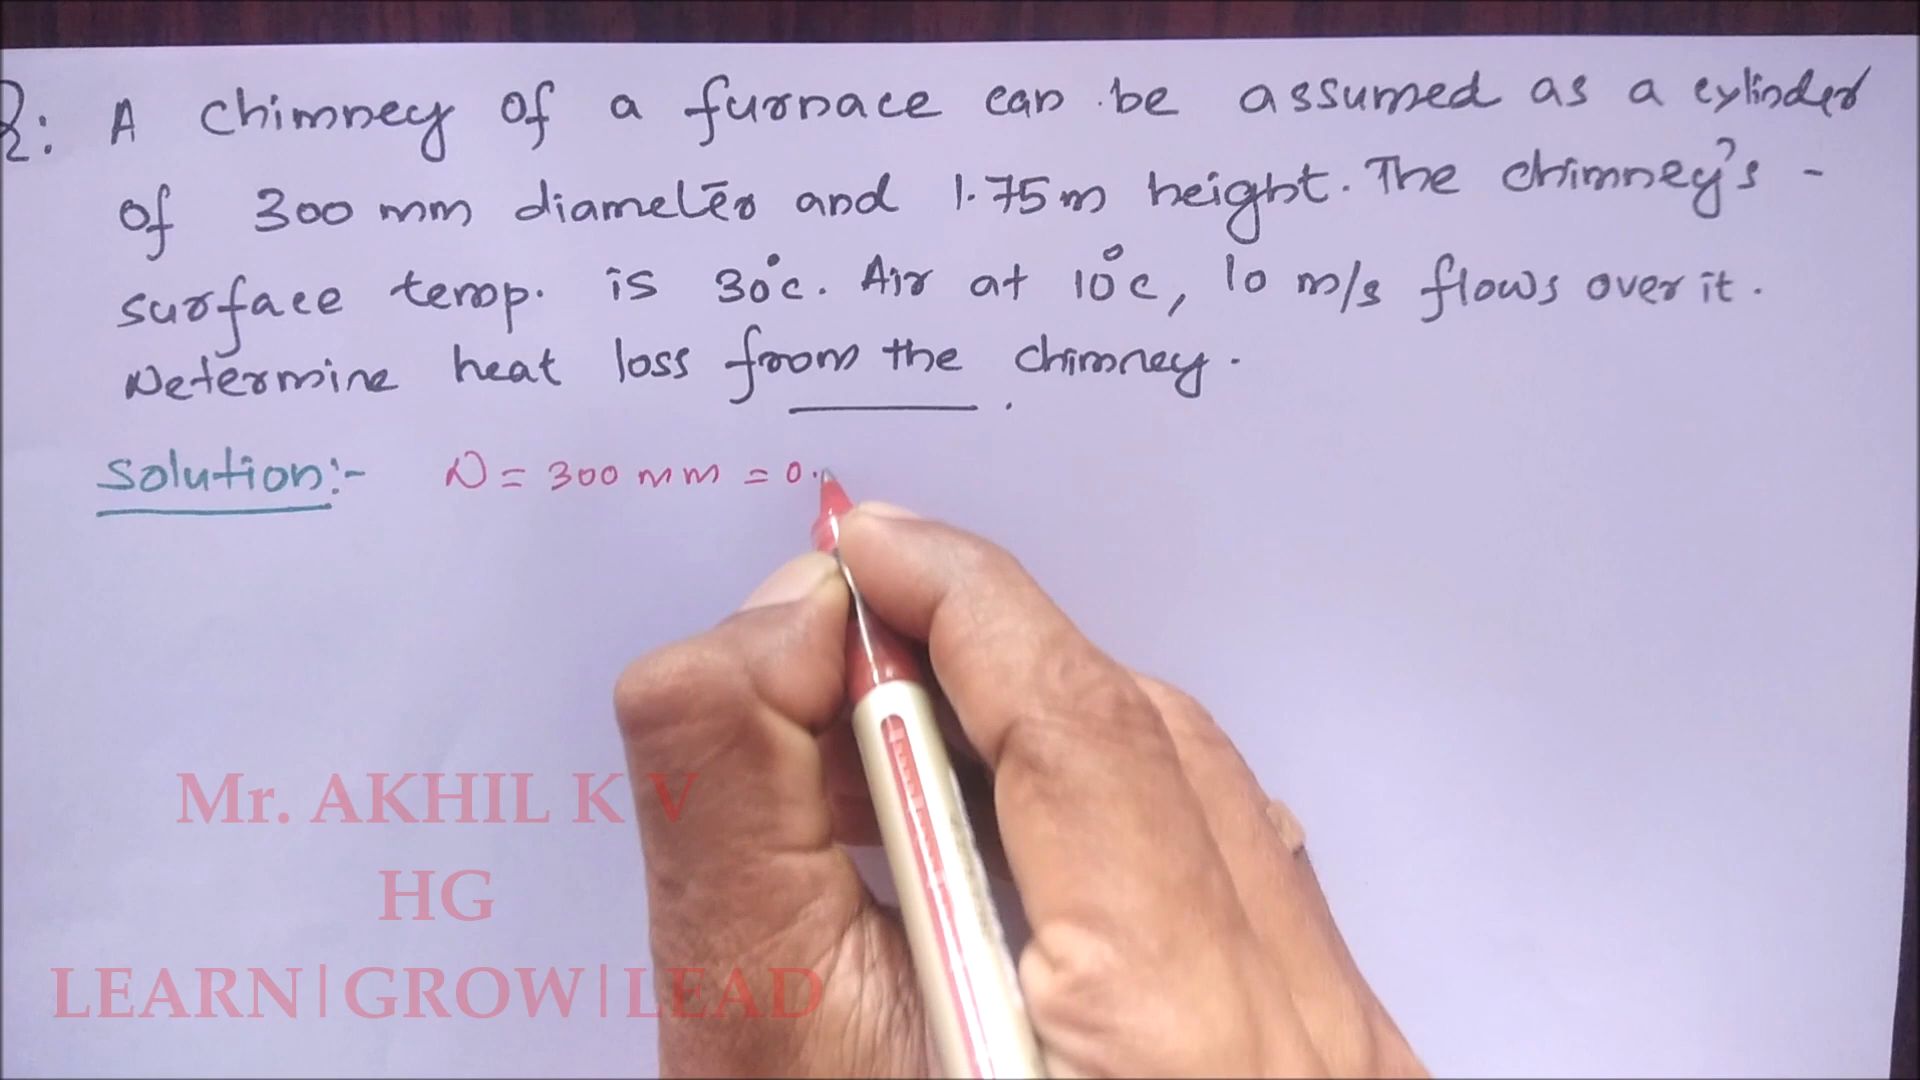 Q: A chimney of a furnace can be assumed as a cylinder
of 300 mm diameter and 1.75m height. The chimney's -
surface temp. is 30°c. Air at 10°c, 10 m/s flows over it.
Determine heat loss from the chimney.
Solution:- D = 300 mm = 0.
Mr. AKHIL K V
HG
LEARN|GROW|LEAD